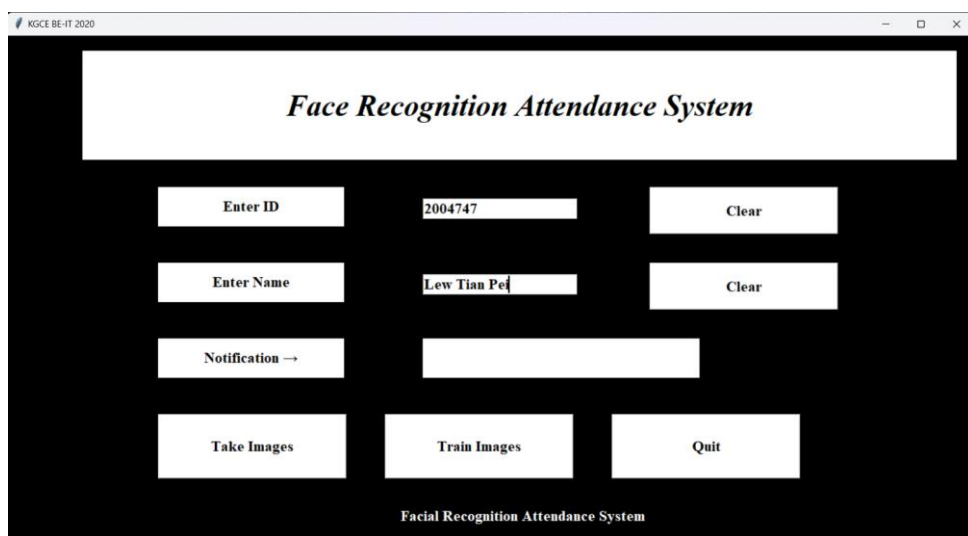 KGCE BE-IT 2020
Face Recognition Attendance System
Enter ID 2004747 Clear
Enter Name Lew Tian Pei Clear
Notification →
Take Images Train Images Quit
Facial Recognition Attendance System